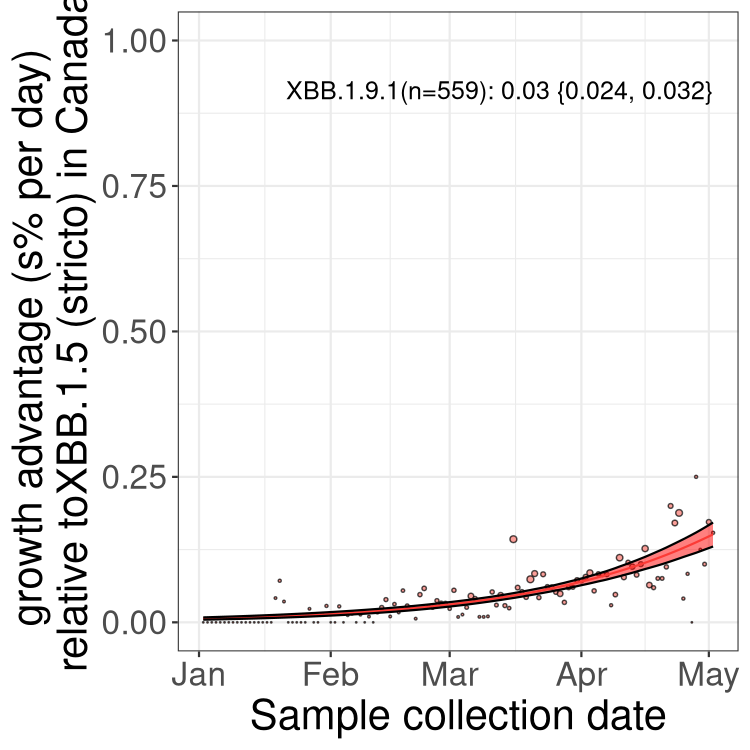 growth advantage (s% per day)
relative toXBB.1.5 (stricto) in Canada
1.00
0.75
0.50
0.25
0.00
XBB.1.9.1(n=559): 0.03 {0.024, 0.032}
Jan Feb Mar Apr May
Sample collection date